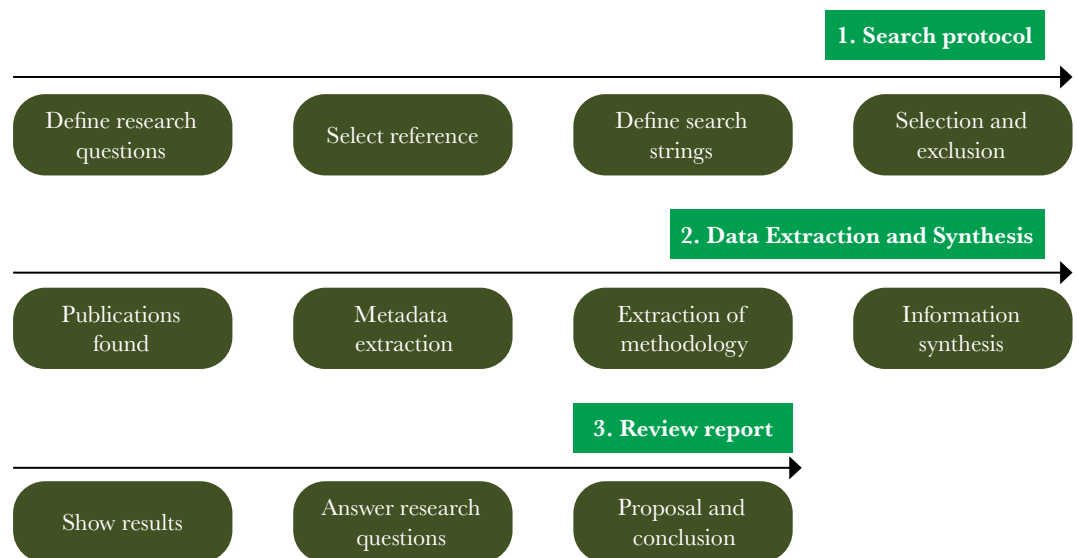 1. Search protocol
Define research
questions
Select reference
Define search
strings
Selection and
exclusion
2. Data Extraction and Synthesis
Publications
found
Metadata
extraction
Extraction of
methodology
Information
synthesis
3. Review report
Show results
Answer research
questions
Proposal and
conclusion